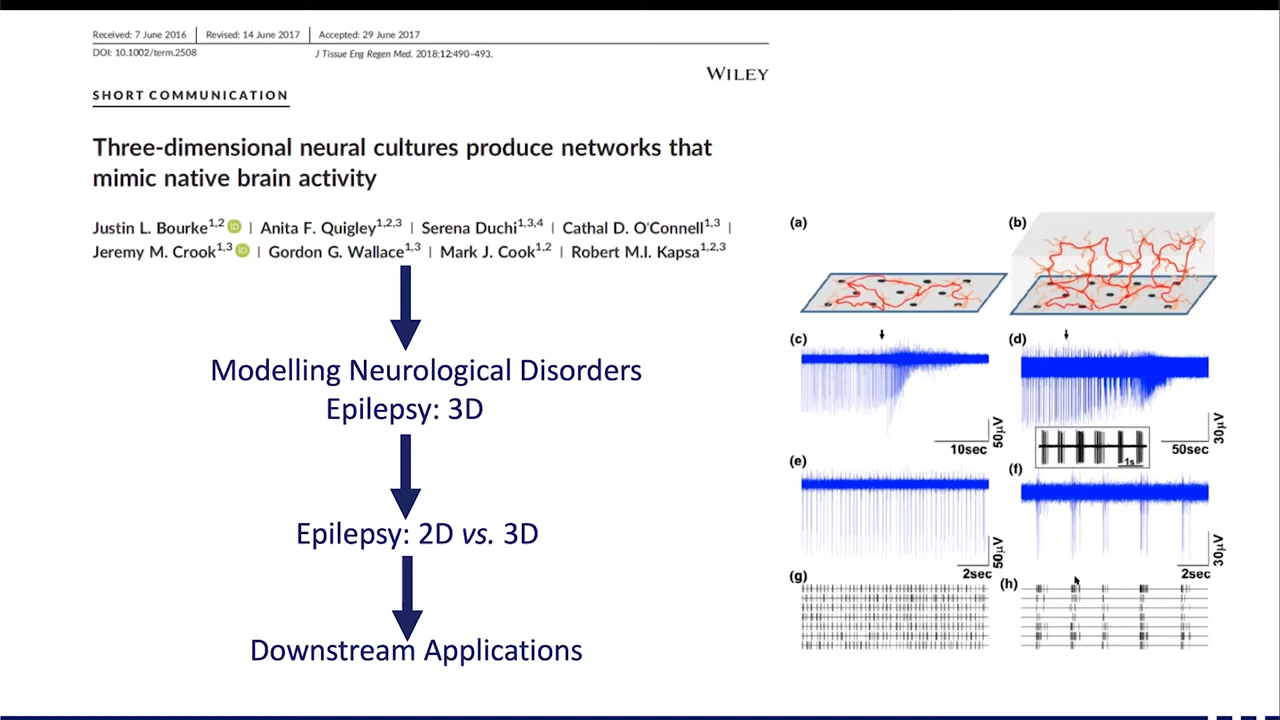 Received: 7 June 2016 | Revised: 14 June 2017 | Accepted: 29 June 2017
DOI: 10.1002/term.2508
J Tissue Eng Regen Med. 2018;12:490–493.
WILEY
SHORT COMMUNICATION
Three-dimensional neural cultures produce networks that
mimic native brain activity
Justin L. Bourke1,2 iD | Anita F. Quigley1,2,3 | Serena Duchi1,3,4 | Cathal D. O'Connell1,3 |
Jeremy M. Crook1,3 iD | Gordon G. Wallace1,3 | Mark J. Cook1,2 | Robert M.I. Kapsa1,2,3
Modelling Neurological Disorders
Epilepsy: 3D
Epilepsy: 2D vs. 3D
Downstream Applications
(a)
(b)
(c)
50µV
10sec
(d)
30µV
50sec
1s
(e)
50µV
2sec
(f)
30µV
2sec
(g)
(h)